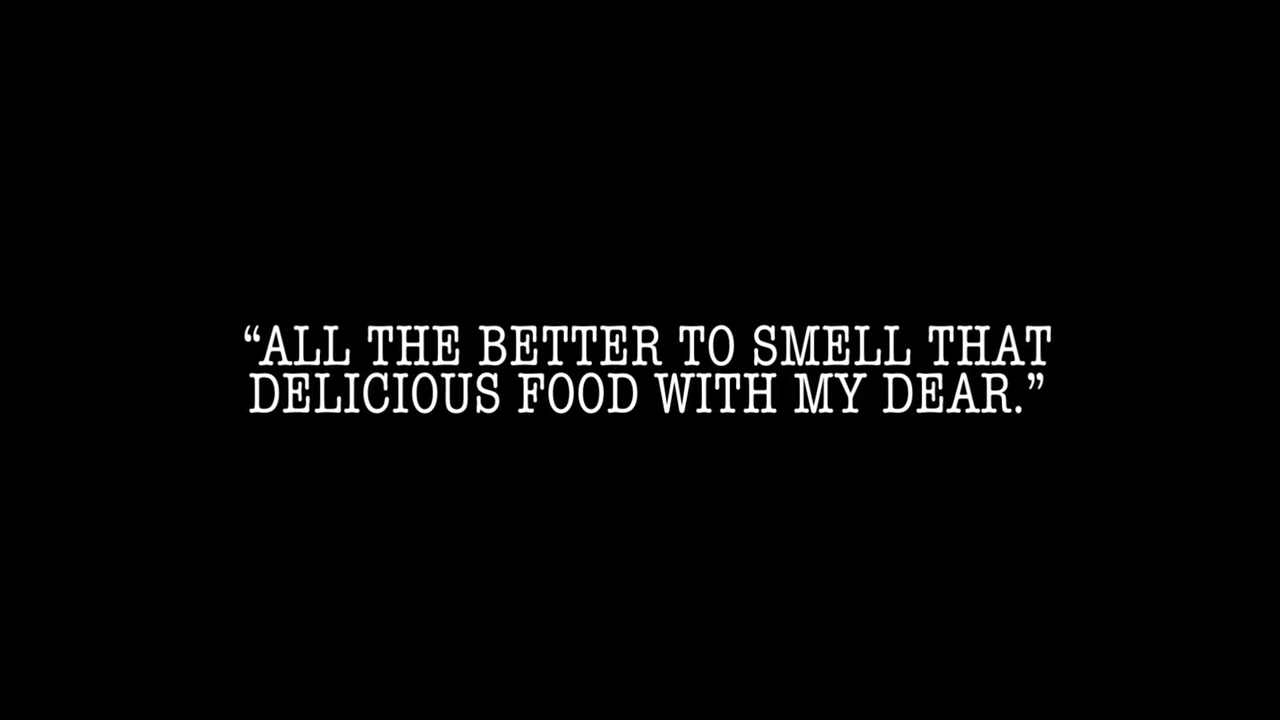 “ALL THE BETTER TO SMELL THAT
DELICIOUS FOOD WITH MY DEAR.”